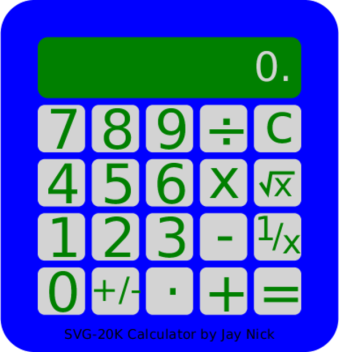 0.
7 8 9 ÷ C
4 5 6 x √x
1 2 3 - 1/x
0 +/- . + =
SVG-20K Calculator by Jay Nick